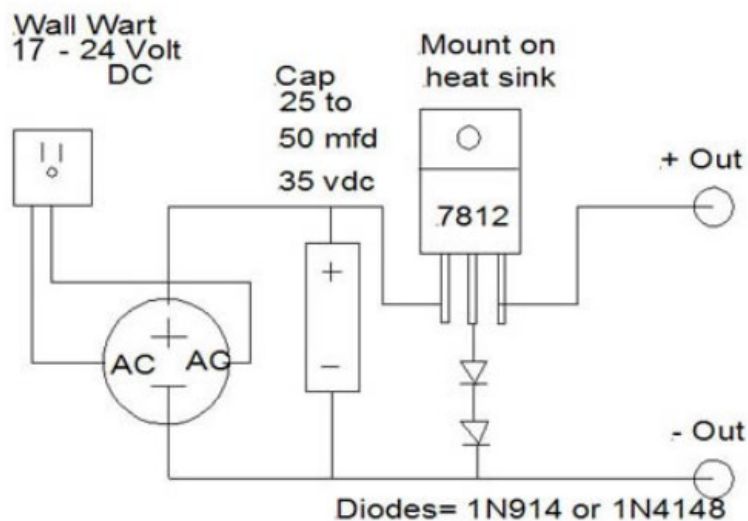 Wall Wart
17 - 24 Volt
DC
Cap
25 to
50 mfd
35 vdc
Mount on
heat sink
7812
+ Out
+
AC AC
−
+
−
- Out
Diodes= 1N914 or 1N4148